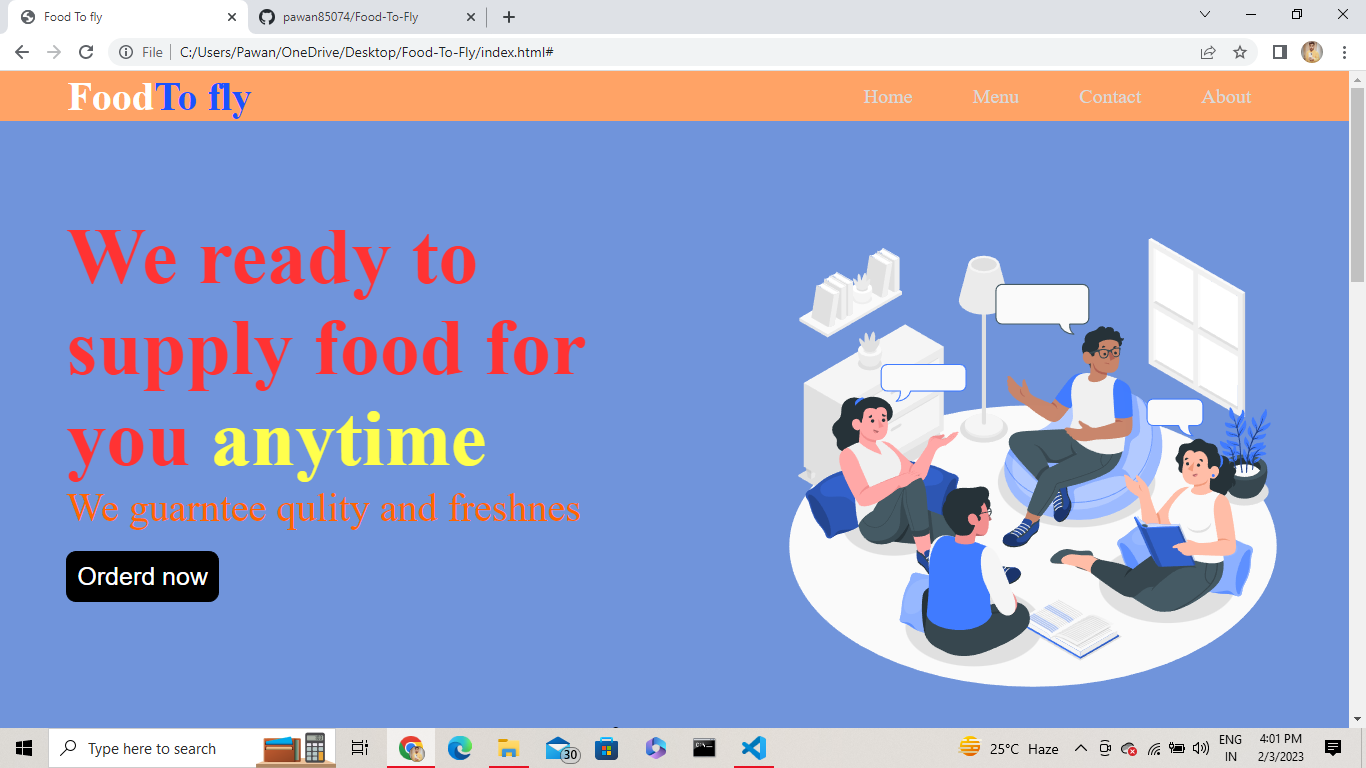 Food To fly
pawan85074/Food-To-Fly
File C:/Users/Pawan/OneDrive/Desktop/Food-To-Fly/index.html#
FoodTo fly Home Menu Contact About
We ready to
supply food for
you anytime
We guarntee qulity and freshnes
Orderd now
Type here to search
30
25°C Haze
ENG
IN
4:01 PM
2/3/2023